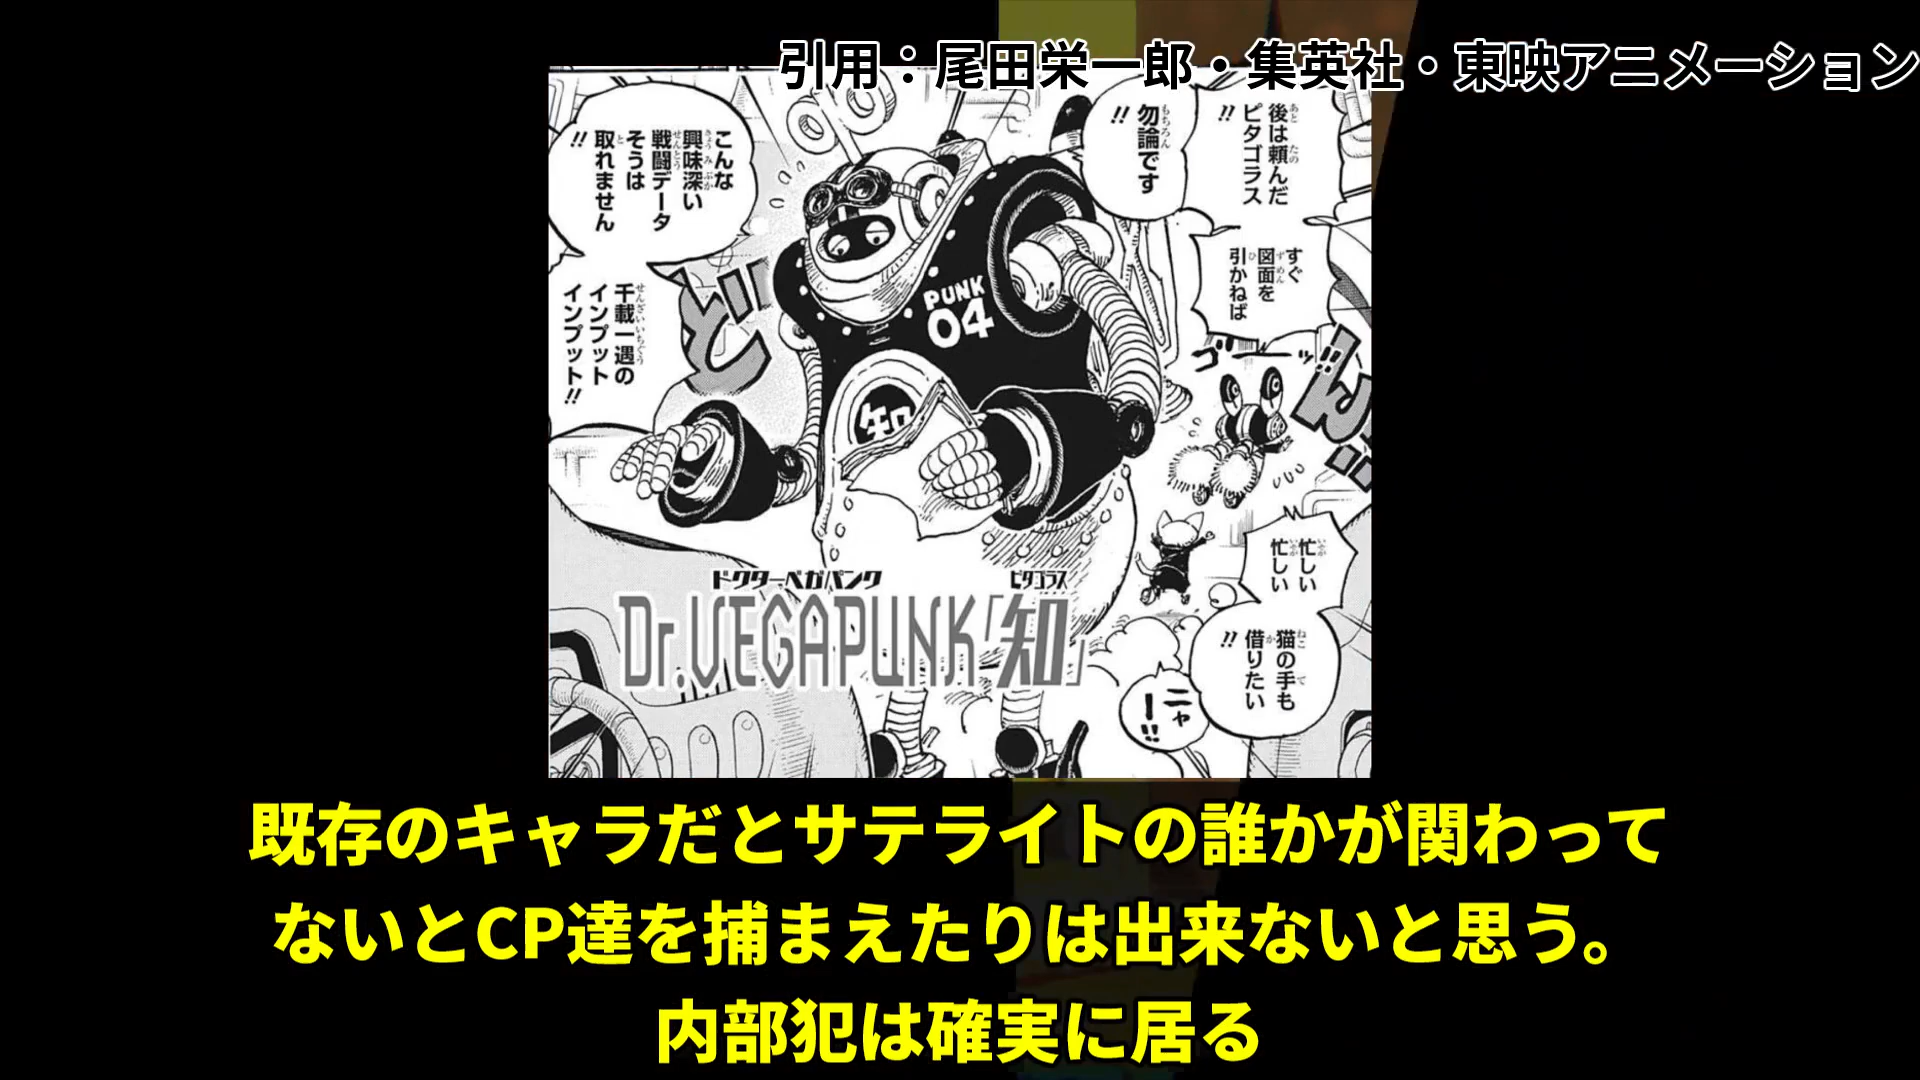 引用：尾田栄一郎・集英社・東映アニメーション
後は頼んだ
ピタゴラス
!!
勿論です
!!
すぐ
図面を
引かねば
こんな
興味深い
戦闘データ
そうは
取れません
!!
千載一遇の
インプット
インプット!!
ど
ん!!
ゴーーッ!!
PUNK
04
知
忙しい
忙しい
猫の手も
借りたい
!!
ニャ
ー!!
ドクターベガパンク
ピタゴラス
Dr.VEGAPUNK「知」
既存のキャラだとサテライトの誰かが関わって
ないとCP達を捕まえたりは出来ないと思う。
内部犯は確実に居る